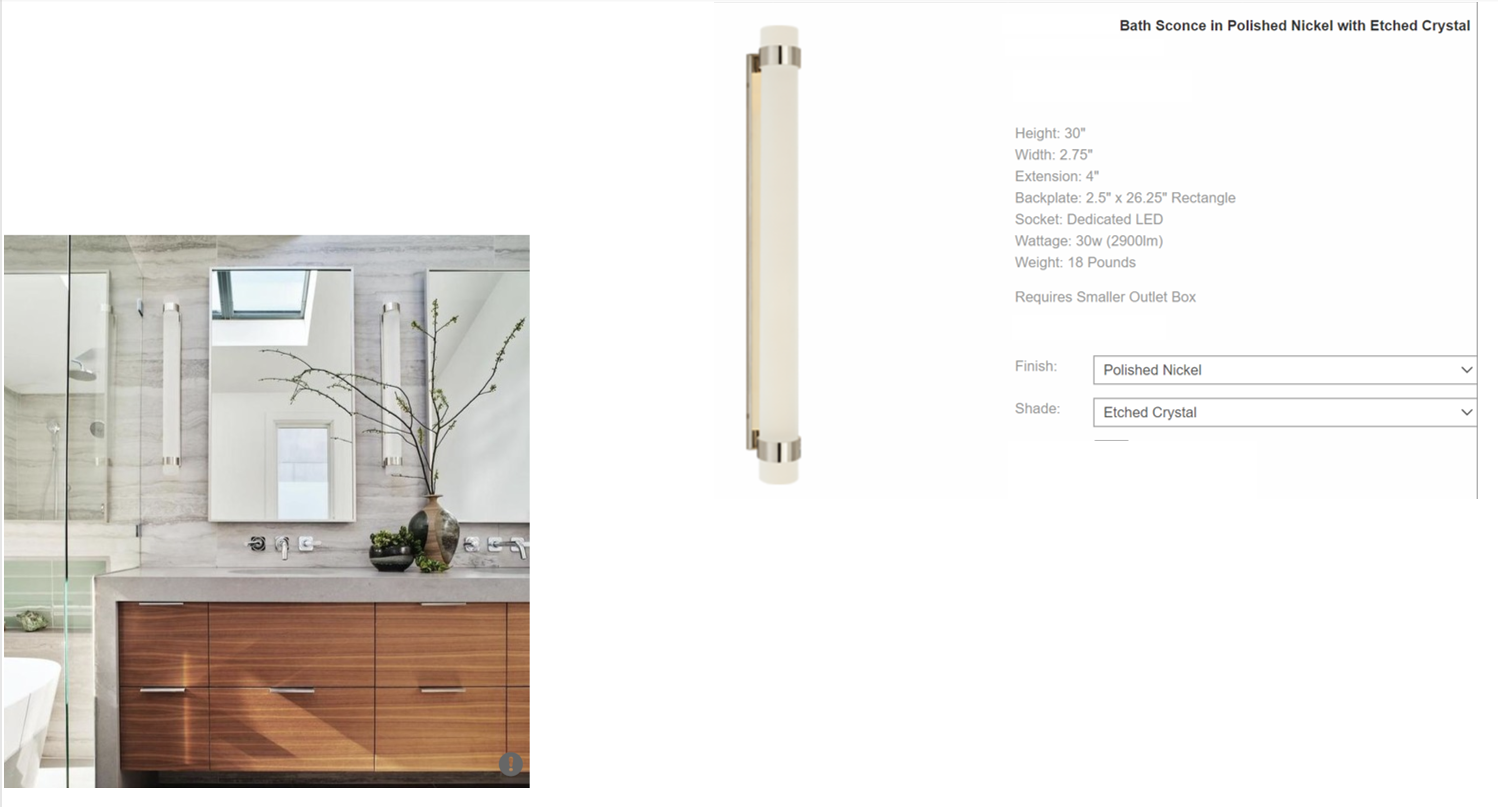 Bath Sconce in Polished Nickel with Etched Crystal
Height: 30"
Width: 2.75"
Extension: 4"
Backplate: 2.5" x 26.25" Rectangle
Socket: Dedicated LED
Wattage: 30w (2900lm)
Weight: 18 Pounds
Requires Smaller Outlet Box
Finish: Polished Nickel
Shade: Etched Crystal